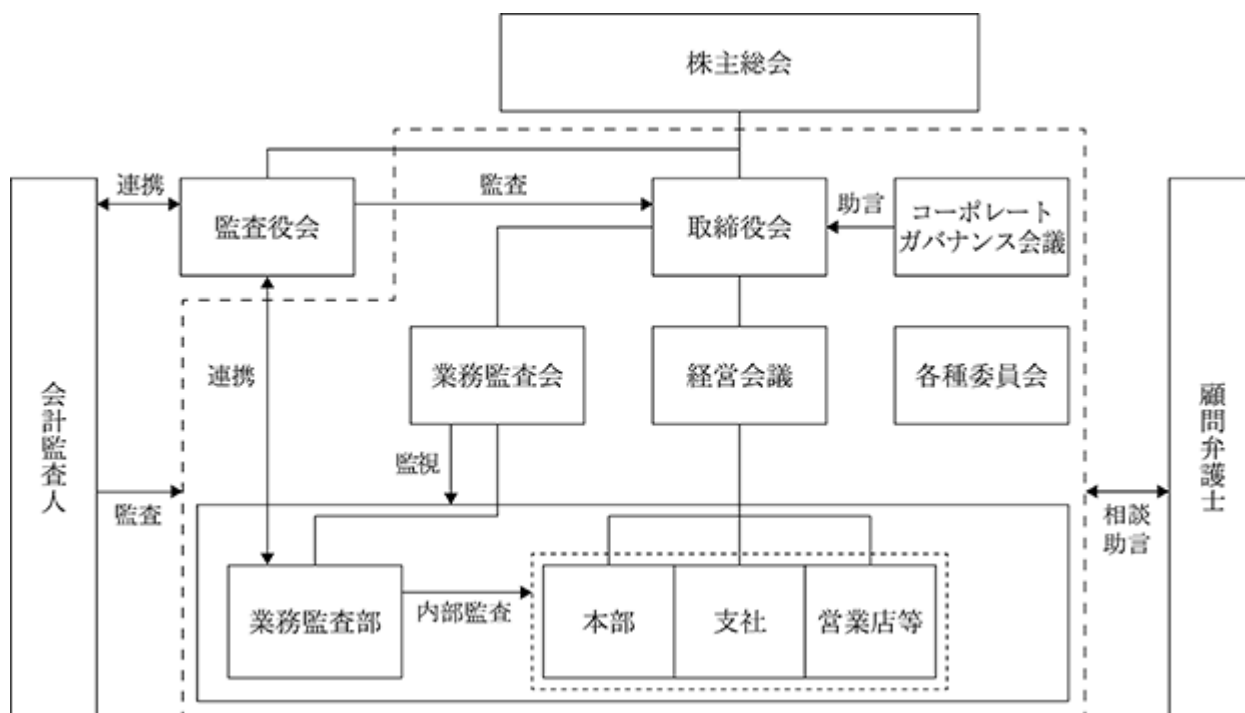 株主総会
連携
監査役会
監査
取締役会
助言
コーポレート
ガバナンス会議
連携
業務監査会
経営会議
各種委員会
会計監査人
顧問弁護士
監視
監査
相談
助言
業務監査部
内部監査
本部
支社
営業店等